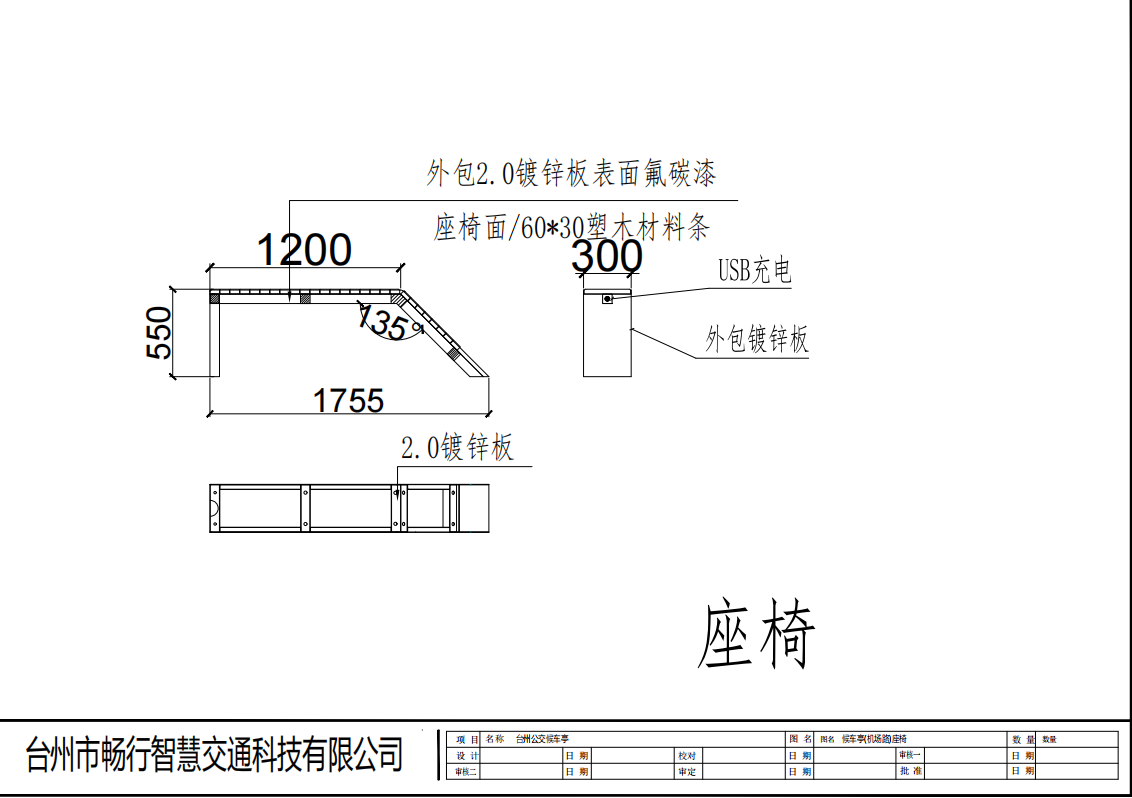 外包2.0镀锌板表面氟碳漆
座椅面/60*30塑木材料条
1200
300
USB充电
550
135°
外包镀锌板
1755
2.0镀锌板
座椅
台州市畅行智慧交通科技有限公司
项 目 名 称 台州公交候车亭 图 名 图名 候车亭(机场路)座椅 数 量 数量
设 计 日 期 校对 日 期 审核一 日 期
审核二 日 期 审定 日 期 批 准 日 期